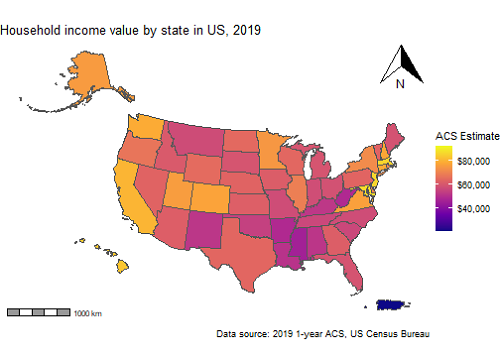 Household income value by state in US, 2019
N
ACS Estimate
$80,000
$60,000
$40,000
1000 km
Data source: 2019 1-year ACS, US Census Bureau